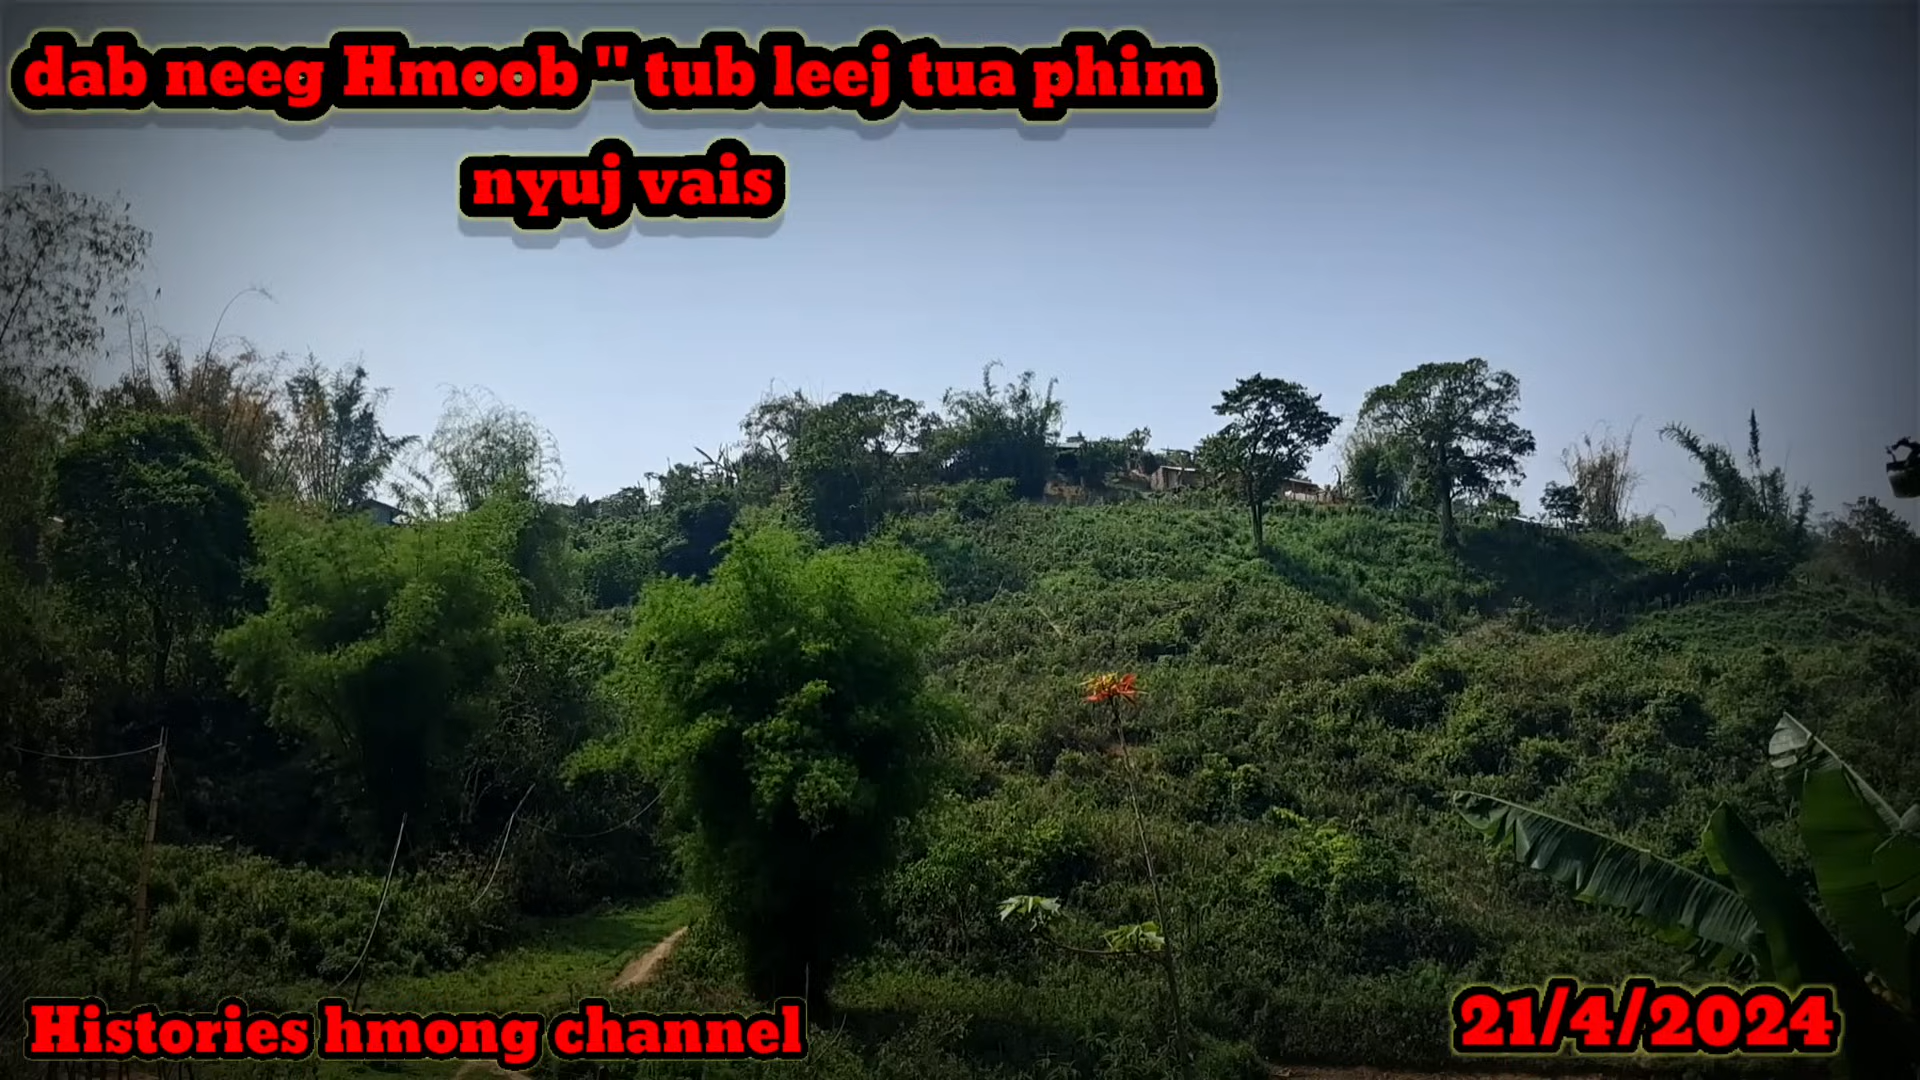 dab neeg Hmoob " tub leej tua phim
nyuj vais
Histories hmong channel
21/4/2024